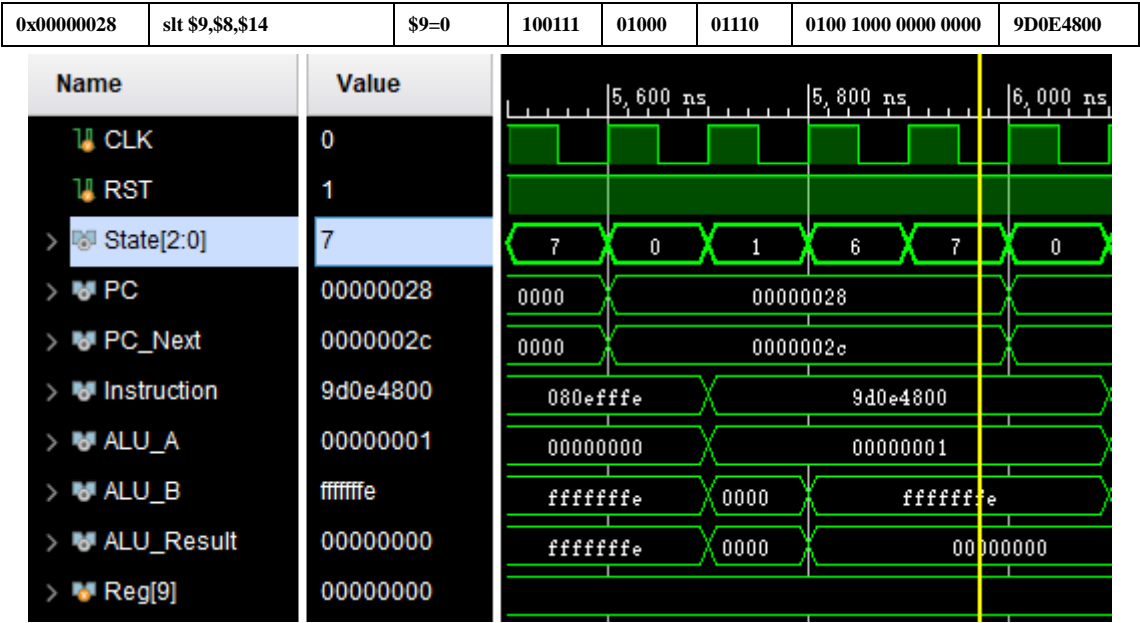 0x00000028 slt $9,$8,$14 $9=0 100111 01000 01110 0100 1000 0000 0000 9D0E4800
Name Value 5,600 ns 5,800 ns 6,000 ns
CLK 0
RST 1
State[2:0] 7 7 0 1 6 7 0
PC 00000028 0000 00000028
PC_Next 0000002c 0000 0000002c
Instruction 9d0e4800 080efffe 9d0e4800
ALU_A 00000001 00000000 00000001
ALU_B fffffffe fffffffe 0000 fffffffe
ALU_Result 00000000 fffffffe 0000 00000000
Reg[9] 00000000